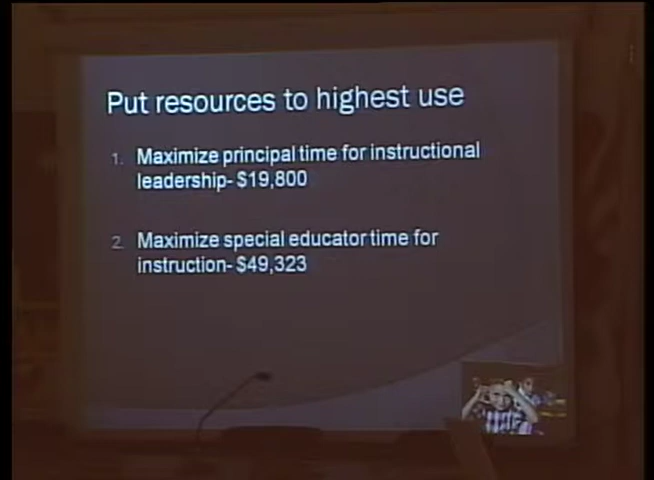 Put resources to highest use
1. Maximize principal time for instructional
leadership- $19,800
2. Maximize special educator time for
instruction- $49,323